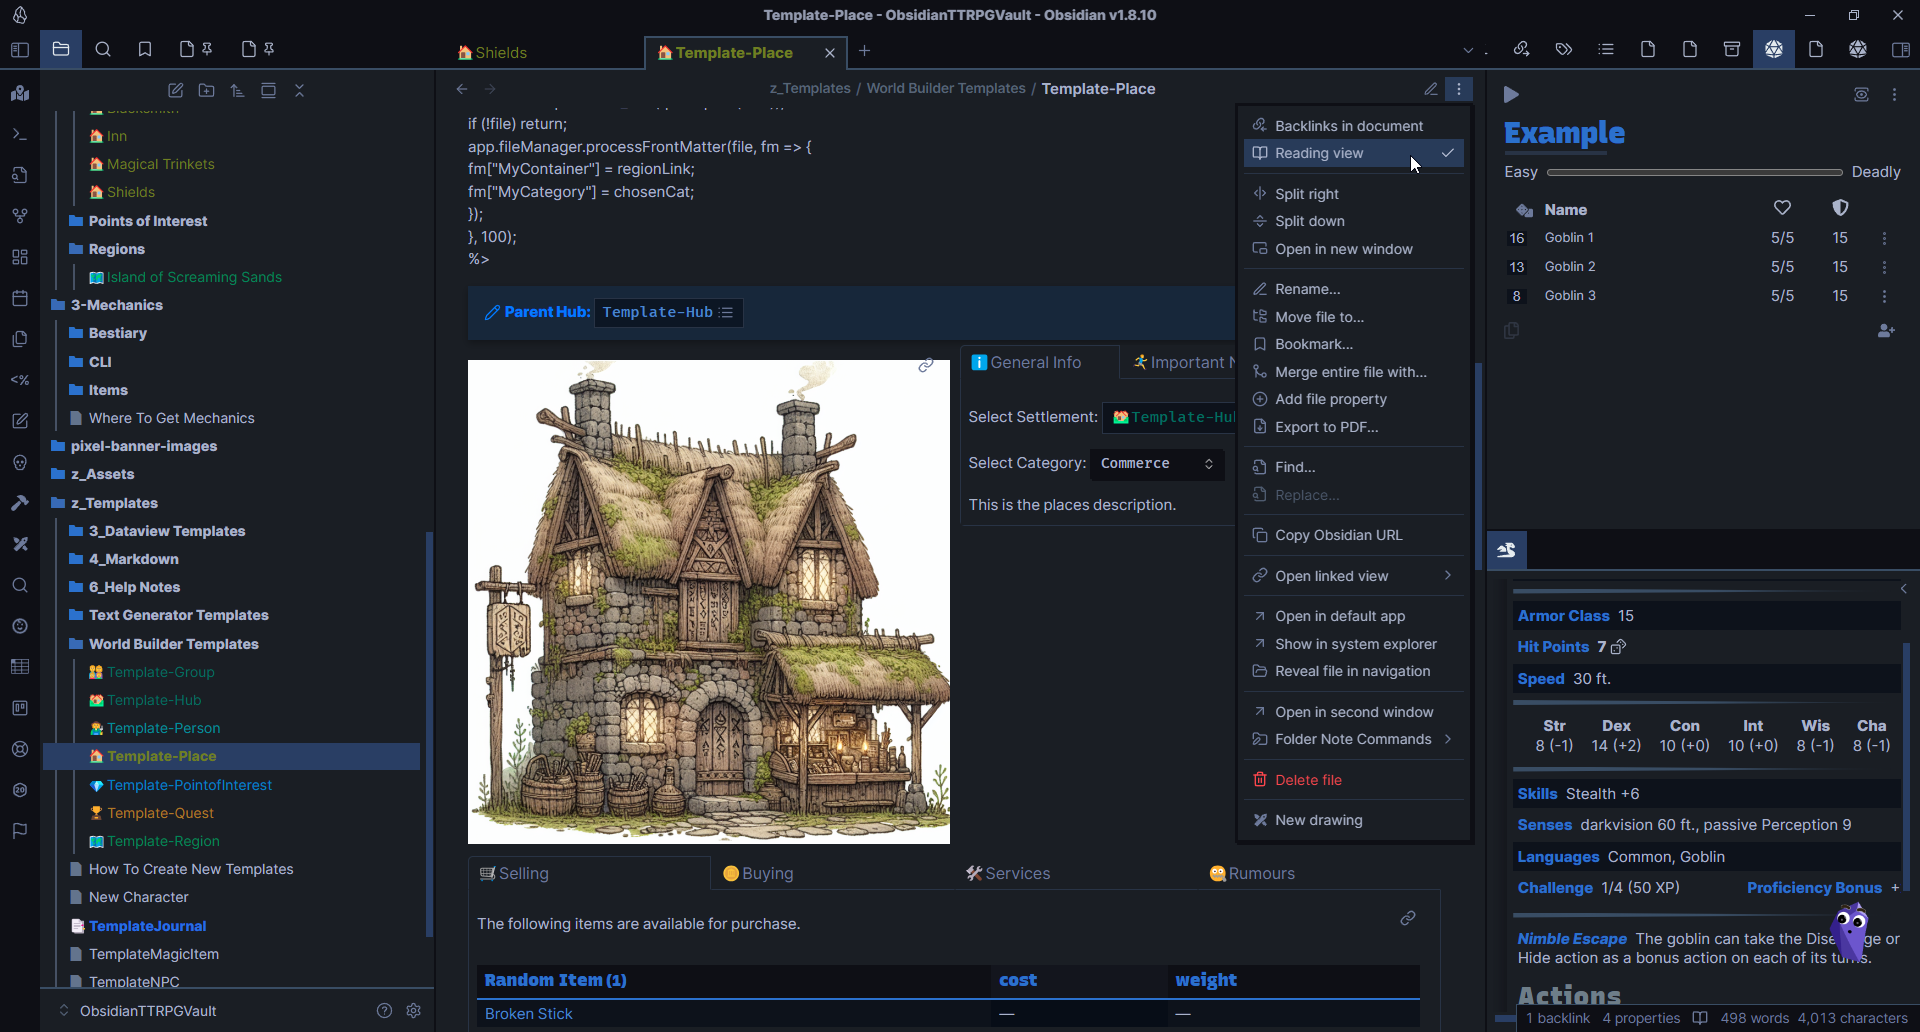 Template-Place - ObsidianTTRPGVault - Obsidian v1.8.10
Shields
Template-Place
z_Templates / World Builder Templates / Template-Place
Blacksmith
Inn
Magical Trinkets
Shields
Points of Interest
Regions
Island of Screaming Sands
3-Mechanics
Bestiary
CLI
Items
Where To Get Mechanics
pixel-banner-images
z_Assets
z_Templates
3_Dataview Templates
4_Markdown
6_Help Notes
Text Generator Templates
World Builder Templates
Template-Group
Template-Hub
Template-Person
Template-Place
Template-PointofInterest
Template-Quest
Template-Region
How To Create New Templates
New Character
TemplateJournal
TemplateMagicItem
TemplateNPC
ObsidianTTRPGVault
<%
20
if (!file) return;
app.fileManager.processFrontMatter(file, fm => {
fm["MyContainer"] = regionLink;
fm["MyCategory"] = chosenCat;
});
}, 100);
%>
Parent Hub: Template-Hub
General Info
Important N
Select Settlement: Template-Hu
Select Category: Commerce
This is the places description.
Selling
Buying
Services
Rumours
The following items are available for purchase.
Random Item (1) cost weight
Broken Stick — —
Backlinks in document
Reading view
Split right
Split down
Open in new window
Rename...
Move file to...
Bookmark...
Merge entire file with...
Add file property
Export to PDF...
Find...
Replace...
Copy Obsidian URL
Open linked view
Open in default app
Show in system explorer
Reveal file in navigation
Open in second window
Folder Note Commands
Delete file
New drawing
Example
Easy Deadly
Name
16 Goblin 1 5/5 15
13 Goblin 2 5/5 15
8 Goblin 3 5/5 15
Armor Class 15
Hit Points 7
Speed 30 ft.
Str Dex Con Int Wis Cha
8 (-1) 14 (+2) 10 (+0) 10 (+0) 8 (-1) 8 (-1)
Skills Stealth +6
Senses darkvision 60 ft., passive Perception 9
Languages Common, Goblin
Challenge 1/4 (50 XP) Proficiency Bonus +
Nimble Escape The goblin can take the Dise ge or
Hide action as a bonus action on each of its turns.
Actions
1 backlink 4 properties 498 words 4,013 characters